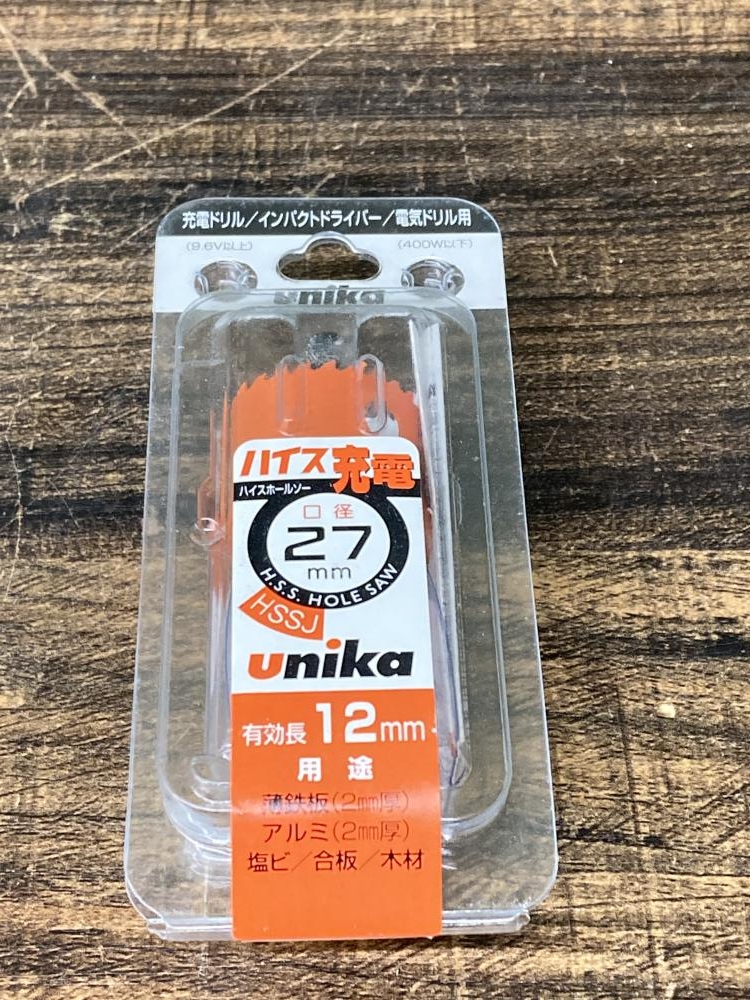 充電ドリル／インパクトドライバー／電気ドリル用
（9.6V以上） （400W以下）
unika
ハイス充電
ハイスホールソー
口径
27
mm
H.S.S. HOLE SAW
HSSJ
unika
有効長12mm
用途
薄鉄板（2mm厚）
アルミ（2mm厚）
塩ビ／合板／木材